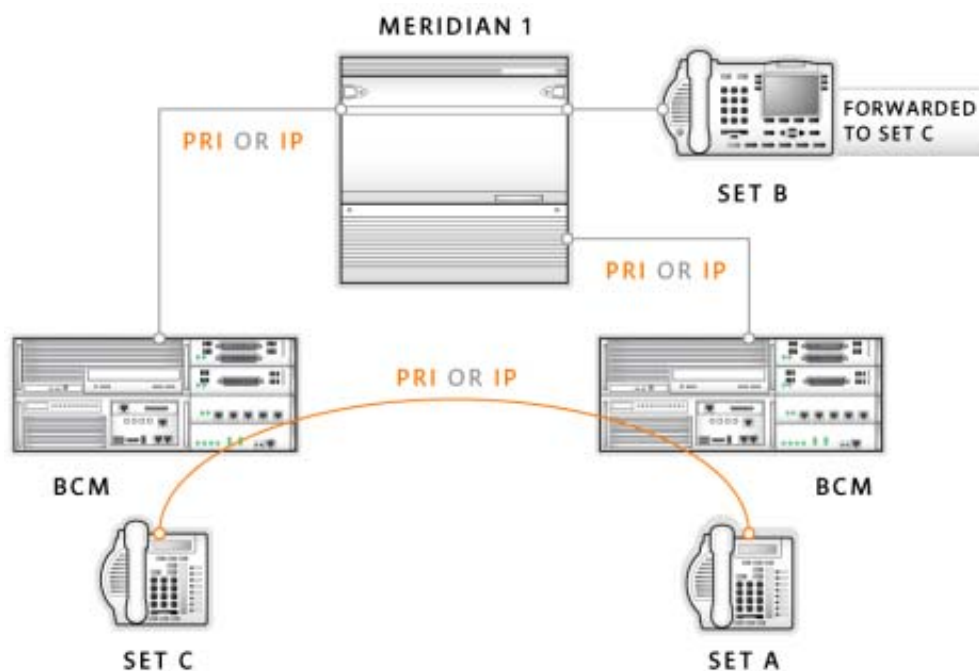 MERIDIAN 1
PRI OR IP
FORWARDED
TO SET C
SET B
PRI OR IP
PRI OR IP
BCM
BCM
SET C
SET A